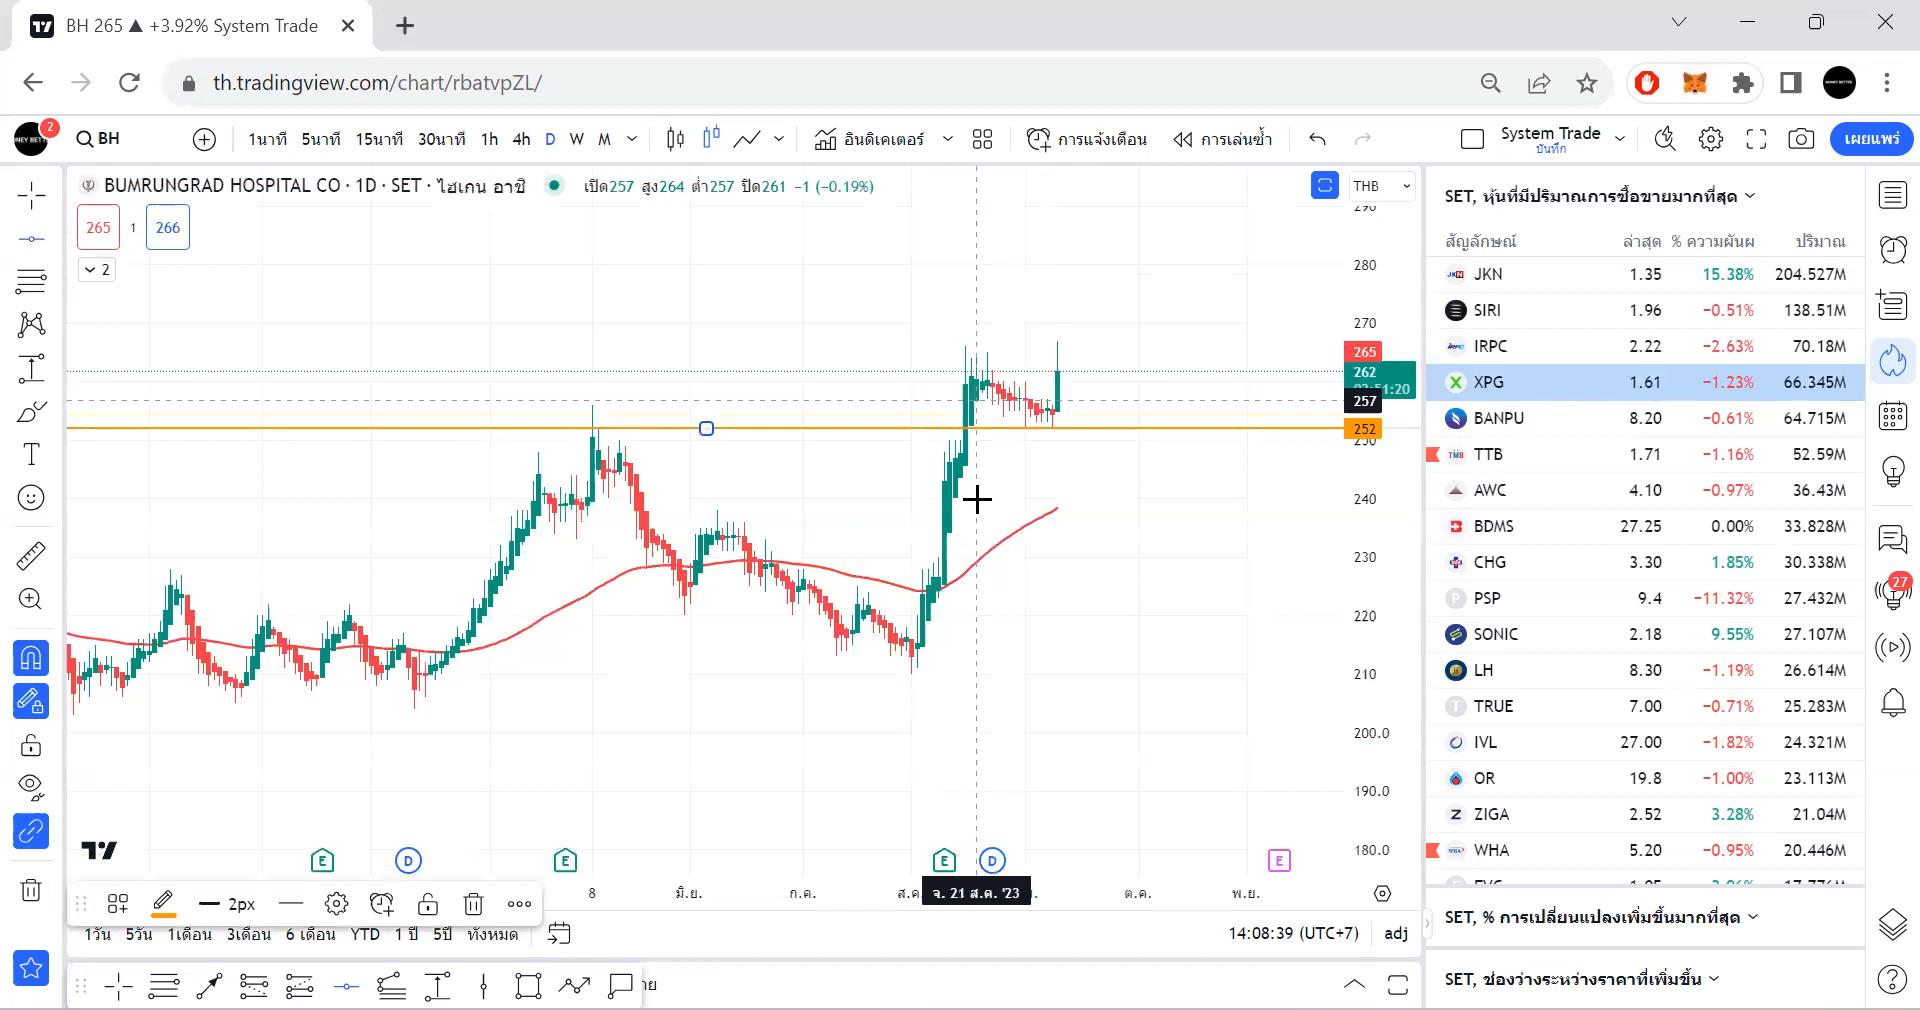 BH 265 ▲ +3.92% System Trade
th.tradingview.com/chart/rbatvpZL/
2
BH
1นาที 5นาที 15นาที 30นาที 1h 4h D W M
อินดิเคเตอร์
การแจ้งเตือน
การเล่นซ้ำ
System Trade
บันทึก
เผยแพร่
BUMRUNGRAD HOSPITAL CO · 1D · SET · ไฮเกน อาชิ
เปิด257 สูง264 ต่ำ257 ปิด261 −1 (−0.19%)
THB
265 1 266
2
290
280
270
265
262
257
252
250
240
230
220
210
200.0
190.0
180.0
E D E E D E
8 มิ.ย. ก.ค. ส.ค. จ. 21 ส.ค. '23 ต.ค. พ.ย.
2px
1วัน 5วัน 1เดือน 3เดือน 6 เดือน YTD 1 ปี 5ปี ทั้งหมด
14:08:39 (UTC+7) adj
SET, หุ้นที่มีปริมาณการซื้อขายมากที่สุด
สัญลักษณ์ ล่าสุด % ความผันผ ปริมาณ
JKN 1.35 15.38% 204.527M
SIRI 1.96 −0.51% 138.51M
IRPC 2.22 −2.63% 70.18M
XPG 1.61 −1.23% 66.345M
BANPU 8.20 −0.61% 64.715M
TTB 1.71 −1.16% 52.59M
AWC 4.10 −0.97% 36.43M
BDMS 27.25 0.00% 33.828M
CHG 3.30 1.85% 30.338M
PSP 9.4 −11.32% 27.432M
SONIC 2.18 9.55% 27.107M
LH 8.30 −1.19% 26.614M
TRUE 7.00 −0.71% 25.283M
IVL 27.00 −1.82% 24.321M
OR 19.8 −1.00% 23.113M
ZIGA 2.52 3.28% 21.04M
WHA 5.20 −0.95% 20.446M
SET, % การเปลี่ยนแปลงเพิ่มขึ้นมากที่สุด
SET, ช่องว่างระหว่างราคาที่เพิ่มขึ้น
27